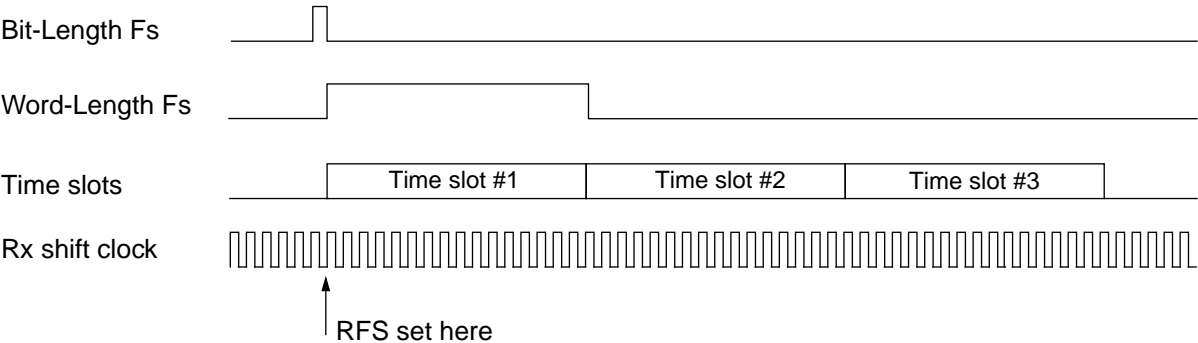 Bit-Length Fs
Word-Length Fs
Time slots
Time slot #1
Time slot #2
Time slot #3
Rx shift clock
RFS set here